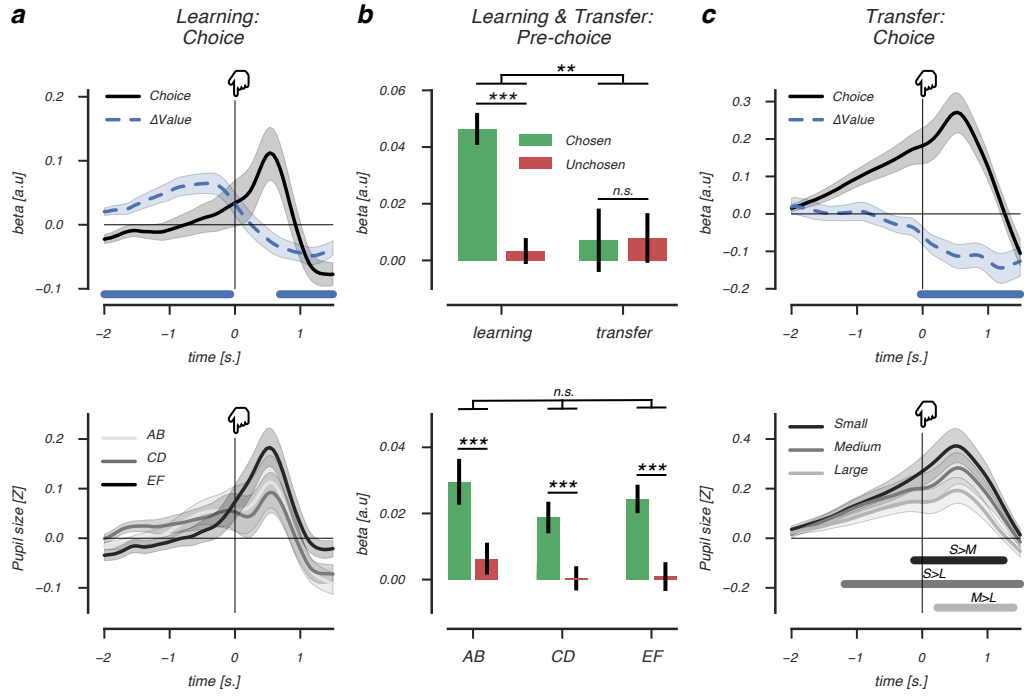 a
Learning:
Choice
b
Learning & Transfer:
Pre-choice
c
Transfer:
Choice
0.2
0.1
0.0
−0.1
beta [a.u]
Choice
ΔValue
−2
−1
0
1
time [s.]
0.06
0.04
0.02
0.00
beta [a.u]
**
***
Chosen
Unchosen
n.s.
learning
transfer
0.3
0.2
0.1
0.0
−0.1
−0.2
beta [a.u]
Choice
ΔValue
−2
−1
0
1
time [s.]
0.2
0.1
0.0
−0.1
Pupil size [Z]
AB
CD
EF
−2
−1
0
1
time [s.]
0.04
0.02
0.00
beta [a.u]
n.s.
***
***
***
AB
CD
EF
0.4
0.2
0.0
−0.2
Pupil size [Z]
Small
Medium
Large
S>M
S>L
M>L
−2
−1
0
1
time [s.]